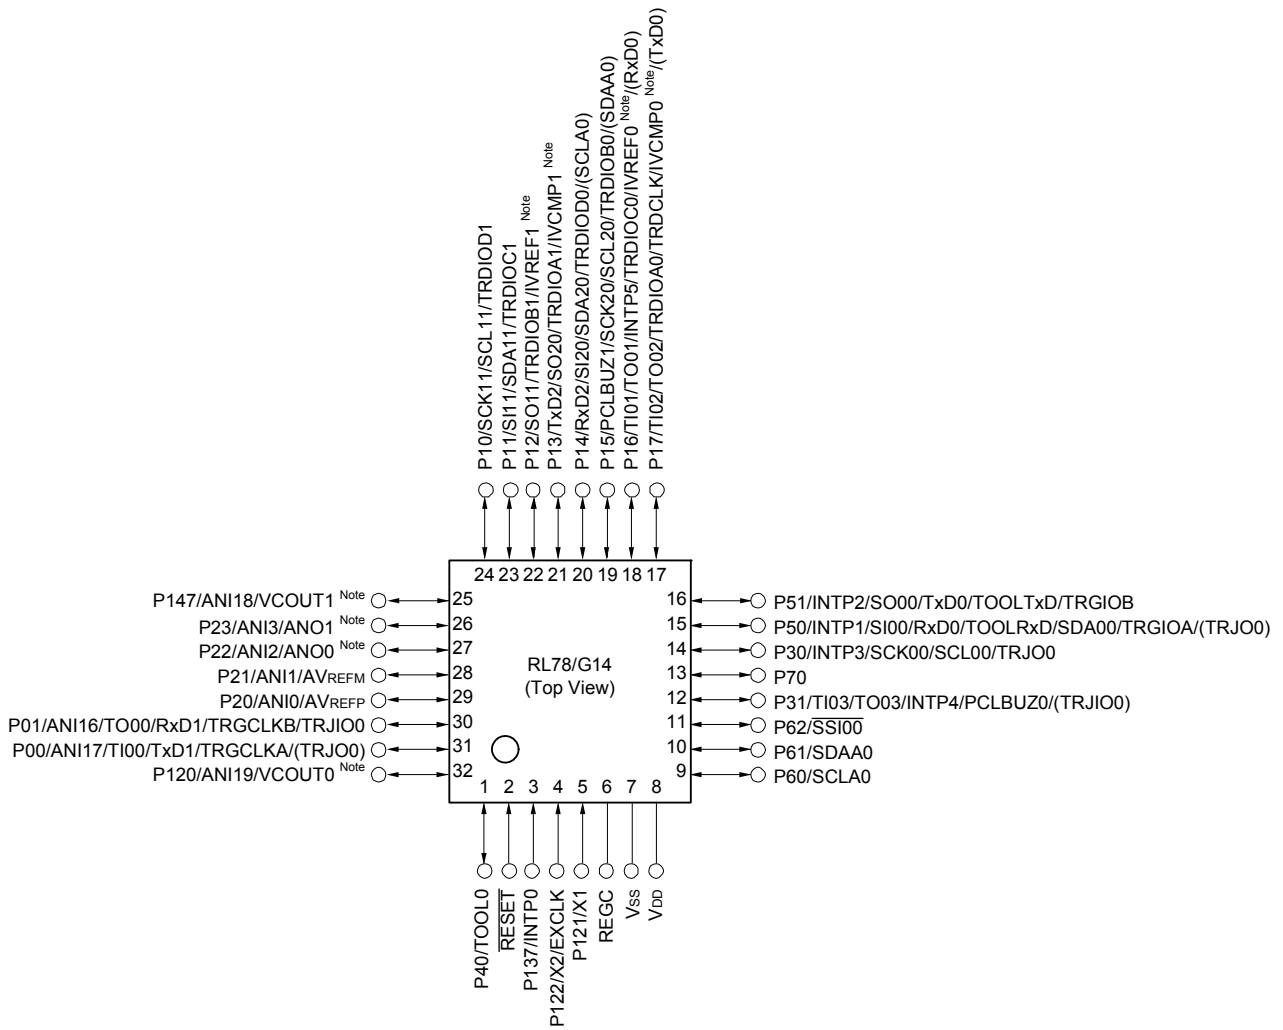 P10/SCK11/SCL11/TRDIOD1
P11/SI11/SDA11/TRDIOC1
P12/SO11/TRDIOB1/IVREF1 Note
P13/TxD2/SO20/TRDIOA1/IVCMP1 Note
P14/RxD2/SI20/SDA20/TRDIOD0/(SCLA0)
P15/PCLBUZ1/SCK20/SCL20/TRDIOB0/(SDAA0)
P16/TI01/TO01/INTP5/TRDIOC0/IVREF0 Note/(RxD0)
P17/TI02/TO02/TRDIOA0/TRDCLK/IVCMP0 Note/(TxD0)
24 23 22 21 20 19 18 17
P147/ANI18/VCOUT1 Note 25
P23/ANI3/ANO1 Note 26
P22/ANI2/ANO0 Note 27
P21/ANI1/AVREFM 28
P20/ANI0/AVREFP 29
P01/ANI16/TO00/RxD1/TRGCLKB/TRJIO0 30
P00/ANI17/TI00/TxD1/TRGCLKA/(TRJO0) 31
P120/ANI19/VCOUT0 Note 32
RL78/G14
(Top View)
16 P51/INTP2/SO00/TxD0/TOOLTxD/TRGIOB
15 P50/INTP1/SI00/RxD0/TOOLRxD/SDA00/TRGIOA/(TRJO0)
14 P30/INTP3/SCK00/SCL00/TRJO0
13 P70
12 P31/TI03/TO03/INTP4/PCLBUZ0/(TRJIO0)
11 P62/SSI00
10 P61/SDAA0
9 P60/SCLA0
1 2 3 4 5 6 7 8
P40/TOOL0
RESET
P137/INTP0
P122/X2/EXCLK
P121/X1
REGC
VSS
VDD